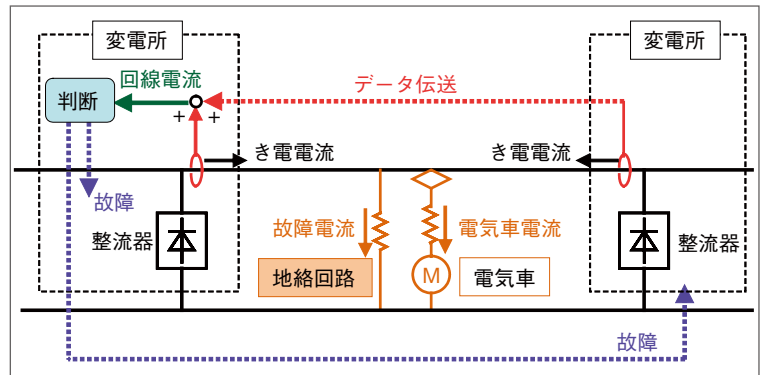 変電所
変電所
回線電流
データ伝送
判断
+ +
き電電流
き電電流
故障
故障電流
電気車電流
整流器
整流器
地絡回路
M
電気車
故障